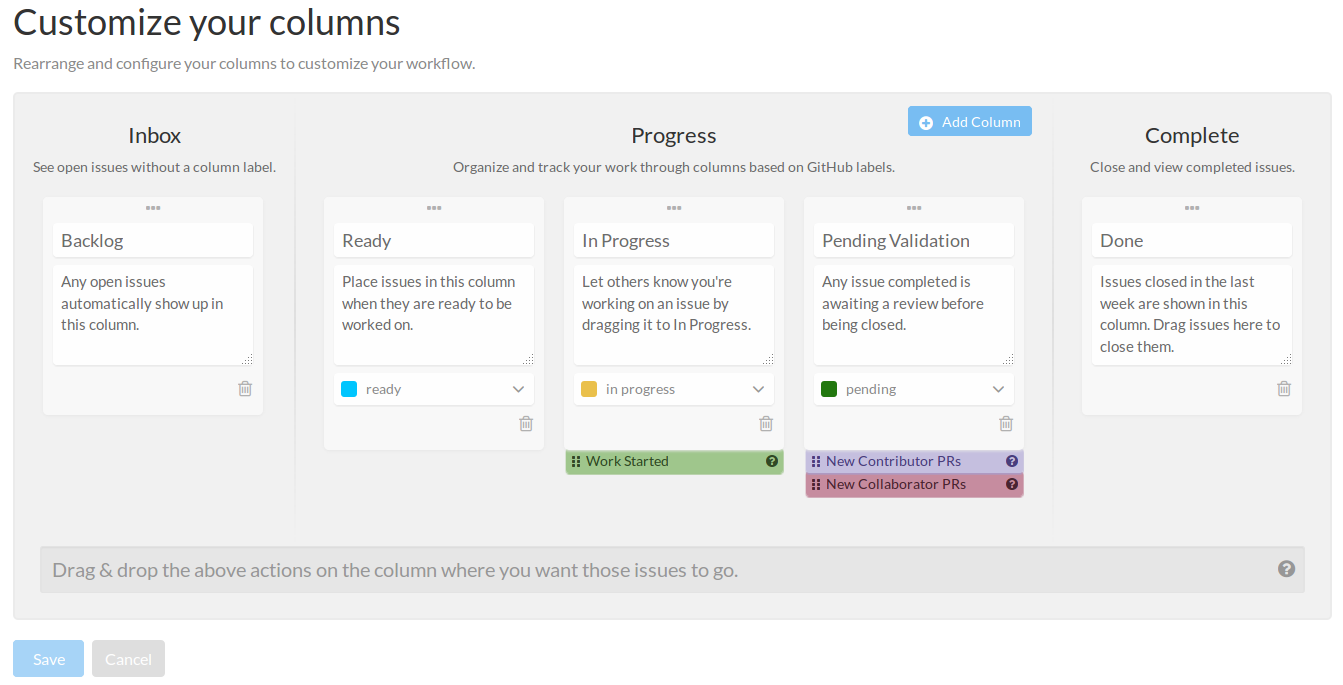 Customize your columns
Rearrange and configure your columns to customize your workflow.
Add Column
Inbox
See open issues without a column label.
Progress
Organize and track your work through columns based on GitHub labels.
Complete
Close and view completed issues.
Backlog
Any open issues
automatically show up in
this column.
Ready
Place issues in this column
when they are ready to be
worked on.
ready
In Progress
Let others know you're
working on an issue by
dragging it to In Progress.
in progress
Work Started
Pending Validation
Any issue completed is
awaiting a review before
being closed.
pending
New Contributor PRs
New Collaborator PRs
Done
Issues closed in the last
week are shown in this
column. Drag issues here to
close them.
Drag & drop the above actions on the column where you want those issues to go.
Save
Cancel